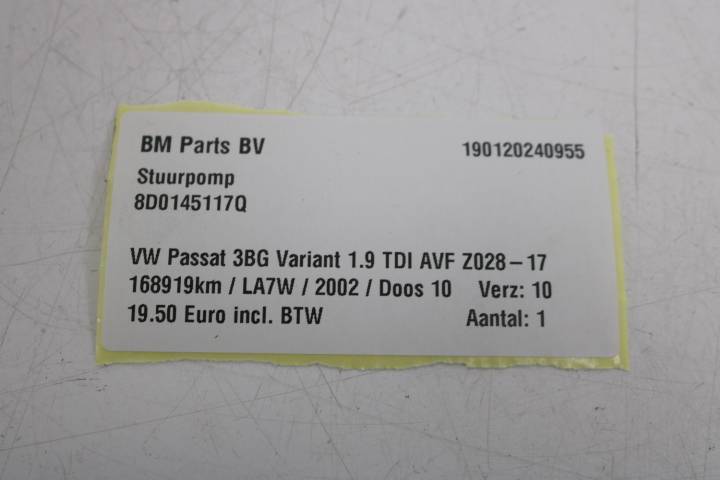 BM Parts BV 190120240955
Stuurpomp
8D0145117Q
VW Passat 3BG Variant 1.9 TDI AVF Z028-17
168919km / LA7W / 2002 / Doos 10 Verz: 10
19.50 Euro incl. BTW Aantal: 1